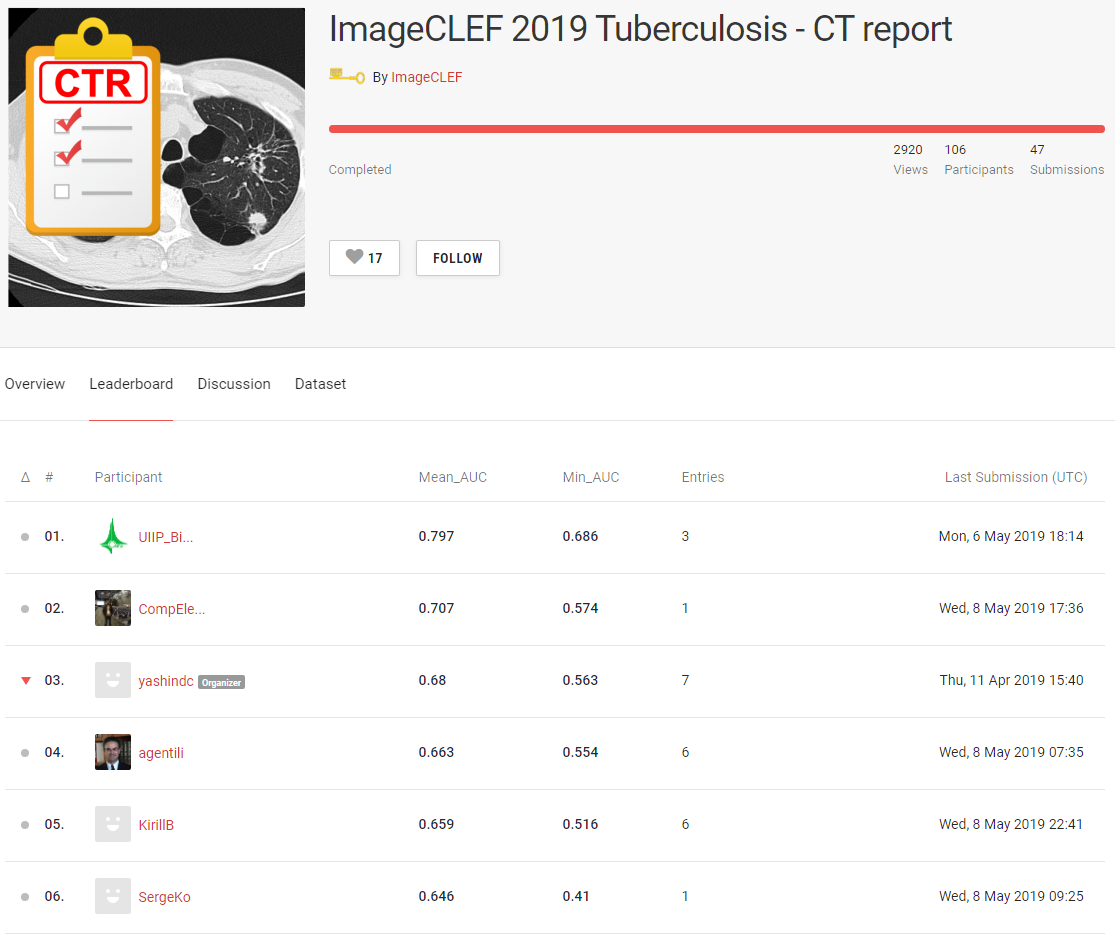 CTR
ImageCLEF 2019 Tuberculosis - CT report
By ImageCLEF
2920 106 47
Completed Views Participants Submissions
17 FOLLOW
Overview Leaderboard Discussion Dataset
Δ # Participant Mean_AUC Min_AUC Entries Last Submission (UTC)
01. UIIP_Bi... 0.797 0.686 3 Mon, 6 May 2019 18:14
02. CompEle... 0.707 0.574 1 Wed, 8 May 2019 17:36
03. yashindc Organizer 0.68 0.563 7 Thu, 11 Apr 2019 15:40
04. agentili 0.663 0.554 6 Wed, 8 May 2019 07:35
05. KirillB 0.659 0.516 6 Wed, 8 May 2019 22:41
06. SergeKo 0.646 0.41 1 Wed, 8 May 2019 09:25